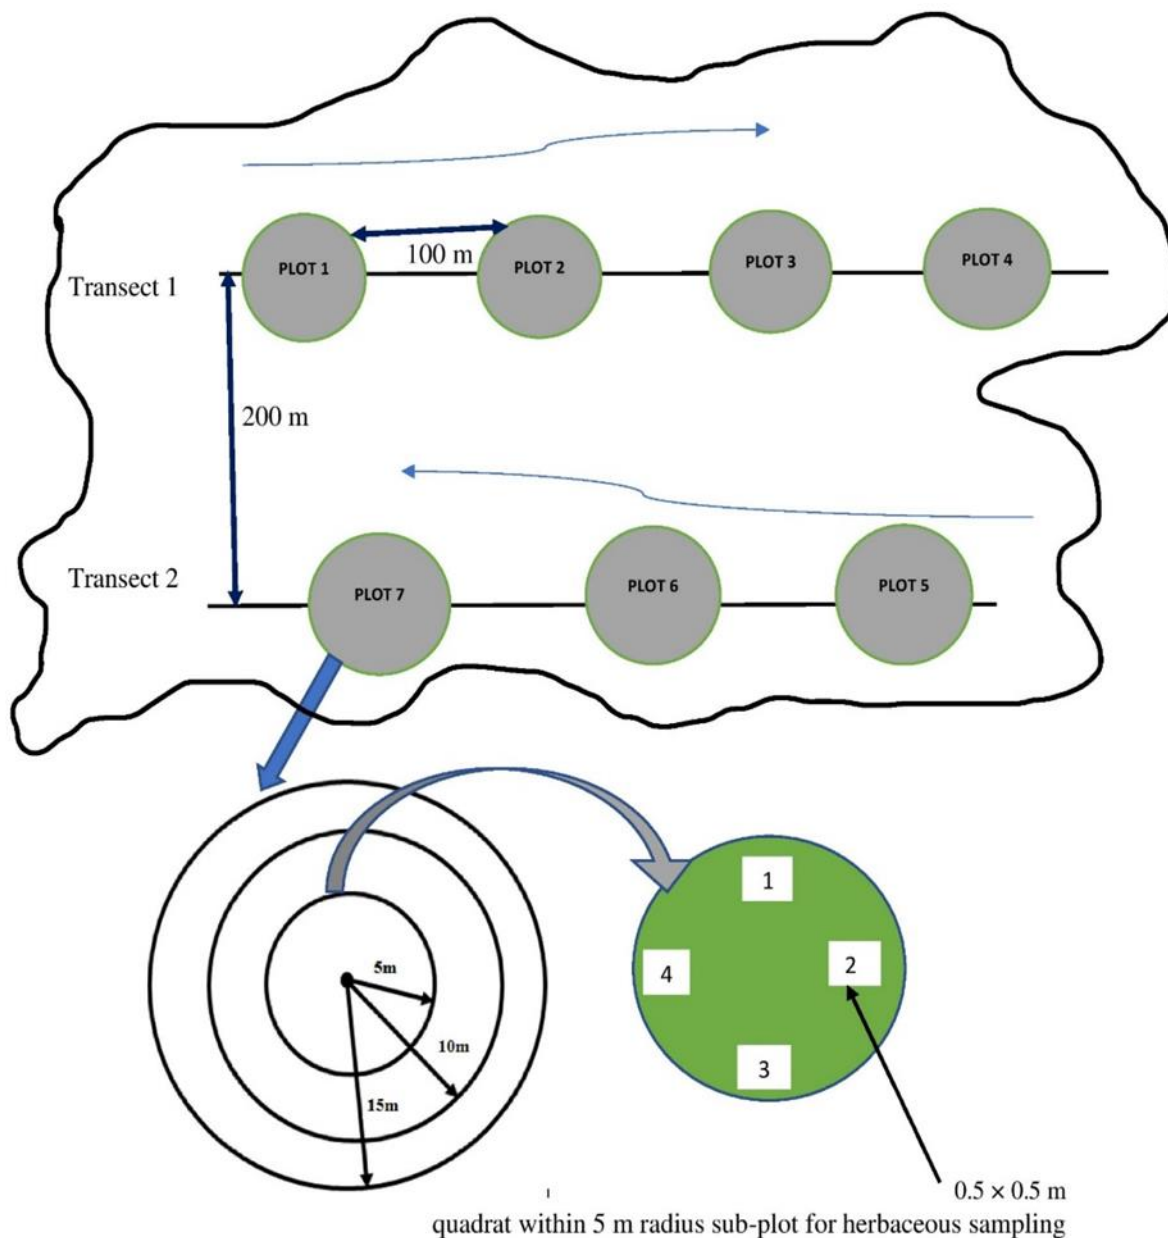 PLOT 1
PLOT 2
PLOT 3
PLOT 4
100 m
Transect 1
200 m
Transect 2
PLOT 7
PLOT 6
PLOT 5
5m
10m
15m
1
2
3
4
0.5 × 0.5 m
quadrat within 5 m radius sub-plot for herbaceous sampling